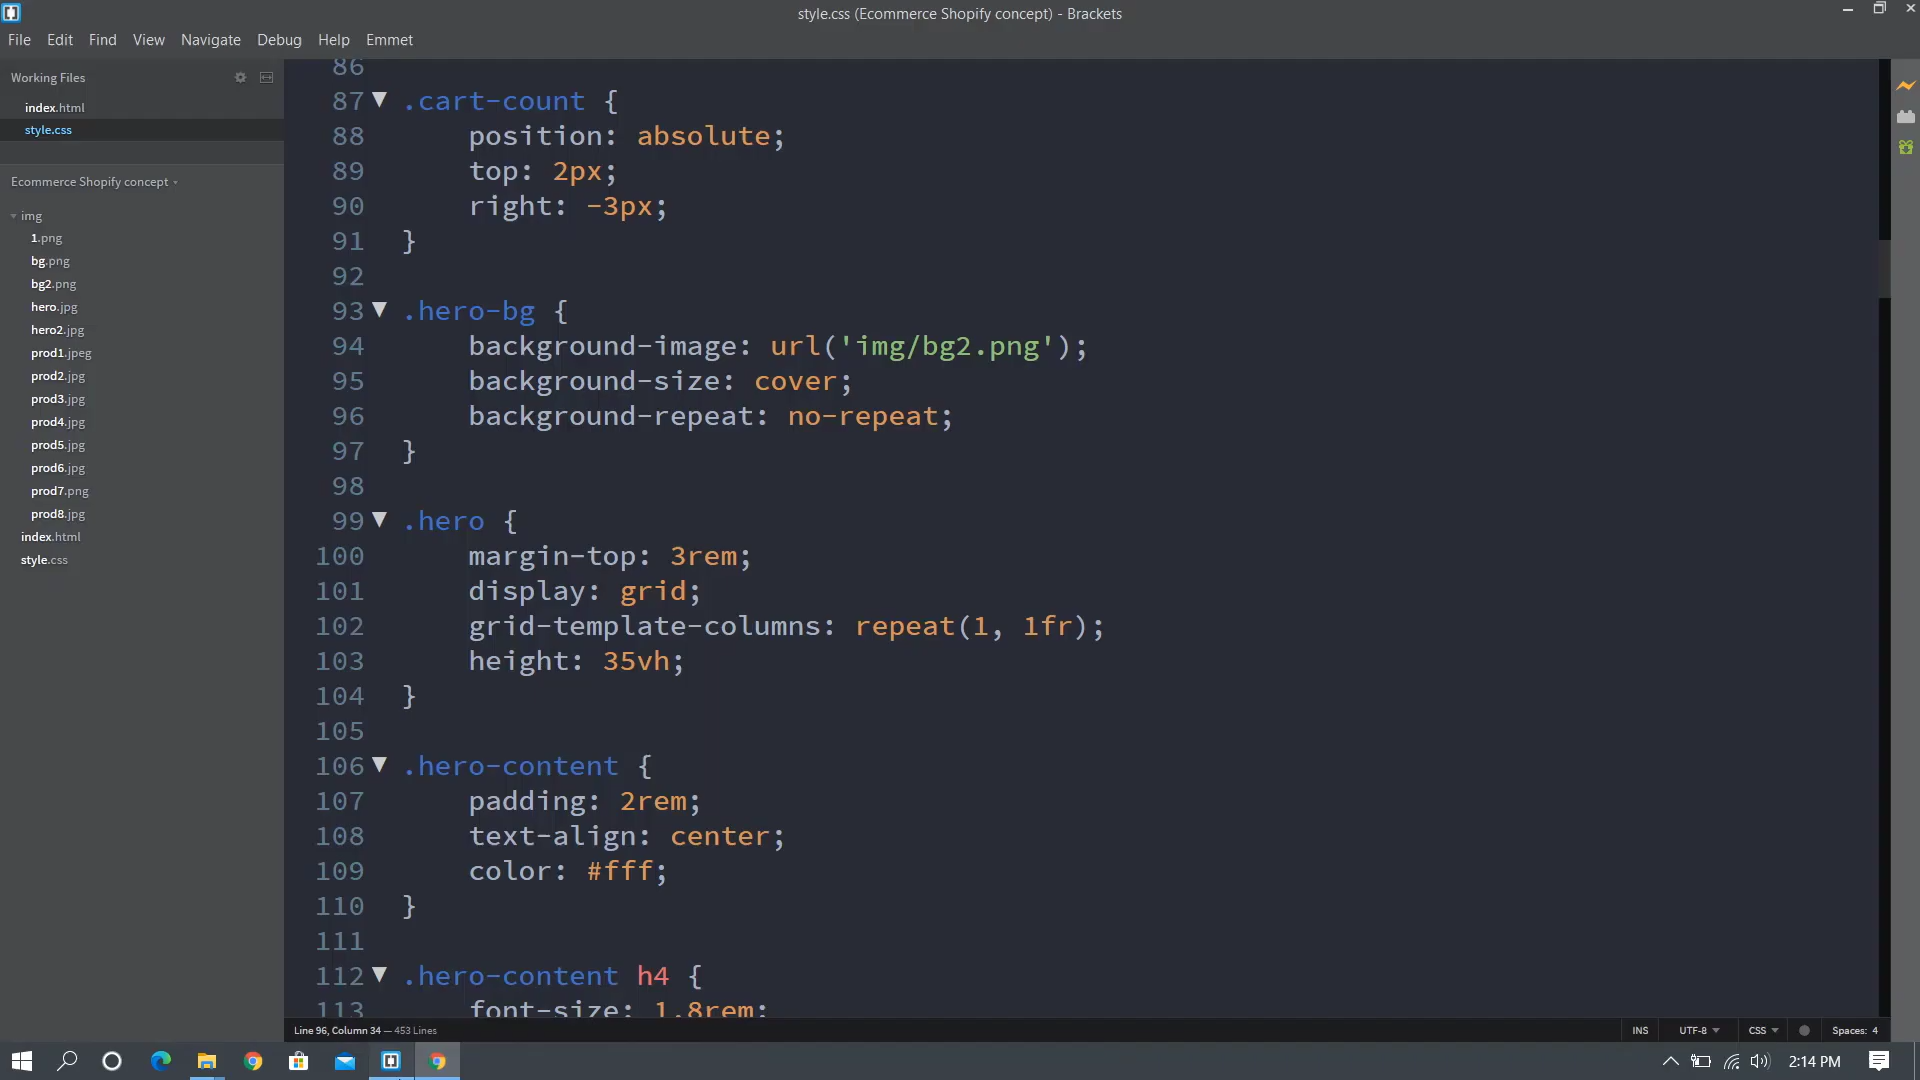 style.css (Ecommerce Shopify concept) - Brackets
File Edit Find View Navigate Debug Help Emmet
Working Files
index.html
style.css
Ecommerce Shopify concept
img
1.png
bg.png
bg2.png
hero.jpg
hero2.jpg
prod1.jpeg
prod2.jpg
prod3.jpg
prod4.jpg
prod5.jpg
prod6.jpg
prod7.png
prod8.jpg
index.html
style.css
86
87 .cart-count {
88 position: absolute;
89 top: 2px;
90 right: -3px;
91 }
92
93 .hero-bg {
94 background-image: url('img/bg2.png');
95 background-size: cover;
96 background-repeat: no-repeat;
97 }
98
99 .hero {
100 margin-top: 3rem;
101 display: grid;
102 grid-template-columns: repeat(1, 1fr);
103 height: 35vh;
104 }
105
106 .hero-content {
107 padding: 2rem;
108 text-align: center;
109 color: #fff;
110 }
111
112 .hero-content h4 {
113 font-size: 1.8rem;
Line 96, Column 34 — 453 Lines
INS UTF-8 CSS Spaces: 4
2:14 PM